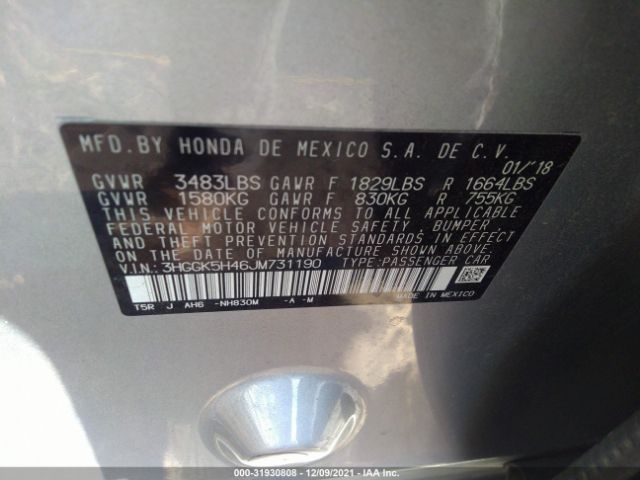 MFD.BY HONDA DE MEXICO S.A. DE C.V.
01/'18
GVWR 3483LBS GAWR F 1829LBS R 1664LBS
GVWR 1580KG GAWR F 830KG R 755KG
THIS VEHICLE CONFORMS TO ALL APPLICABLE
FEDERAL MOTOR VEHICLE SAFETY, BUMPER,
AND THEFT PREVENTION STANDARDS IN EFFECT
ON THE DATE OF MANUFACTURE SHOWN ABOVE.
V.I.N.: 3HGGK5H46JM731190 TYPE:PASSENGER CAR
T5R J AH6 -NH830M -A -M
MADE IN MEXICO
000-31930808 - 12/09/2021 - IAA Inc.